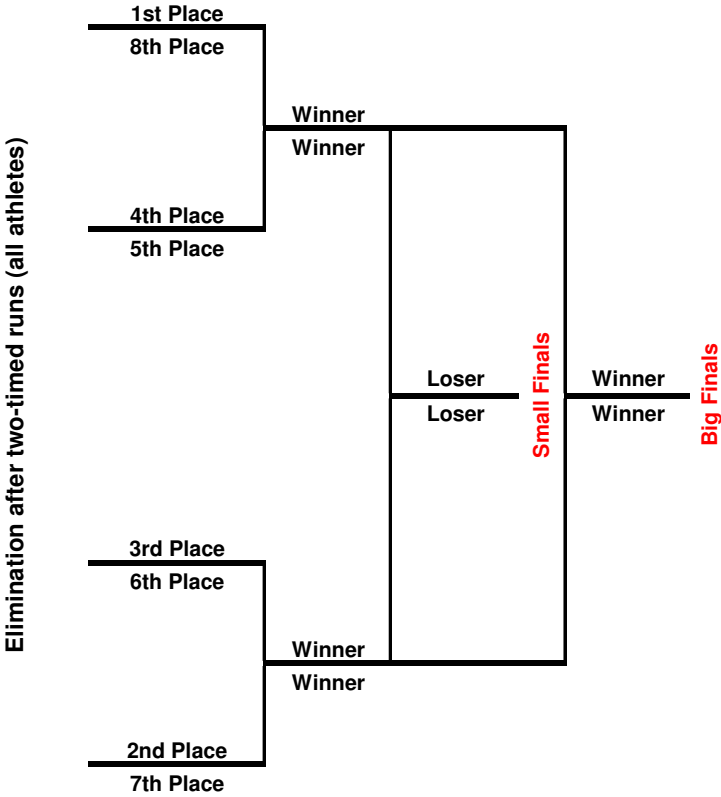 1st Place
8th Place
Winner
Winner
4th Place
5th Place
Elimination after two-timed runs (all athletes)
Loser
Loser
Small Finals
Winner
Winner
Big Finals
3rd Place
6th Place
Winner
Winner
2nd Place
7th Place